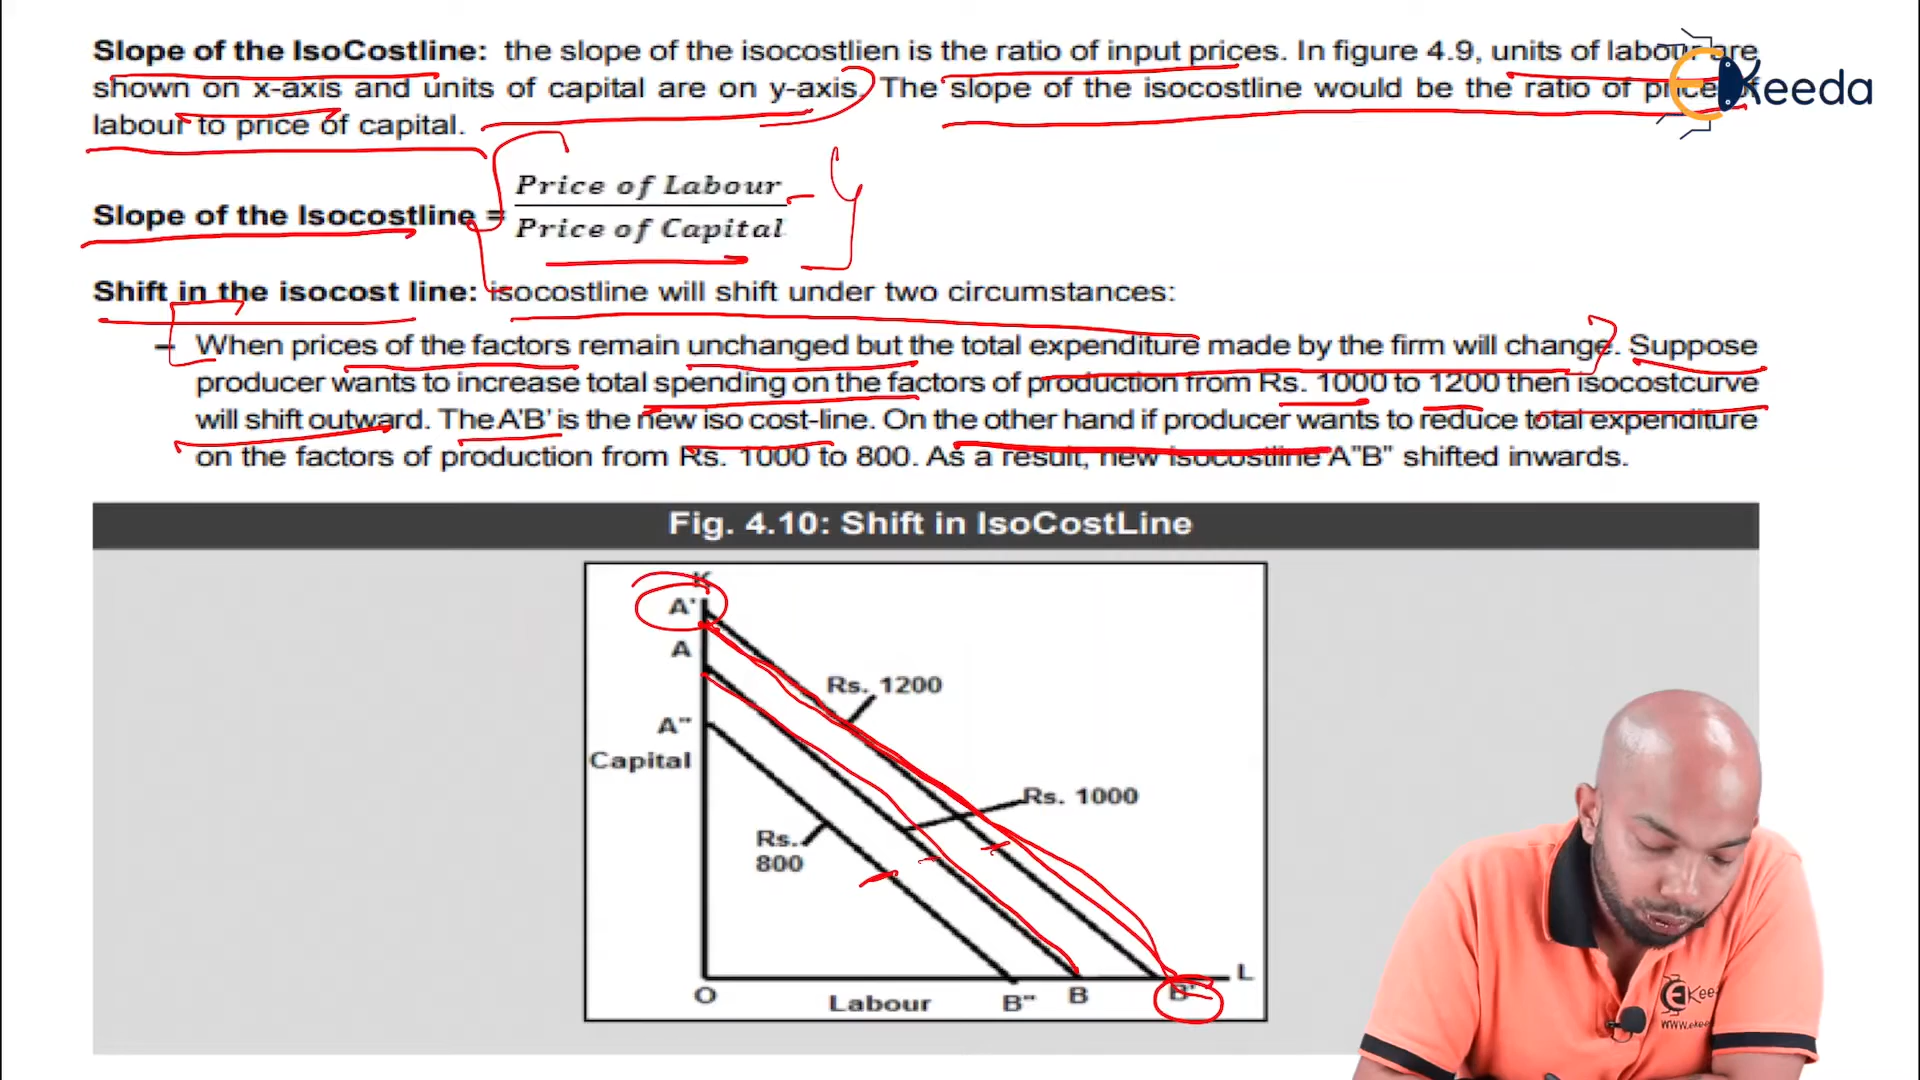 Slope of the IsoCostline: the slope of the isocostlien is the ratio of input prices. In figure 4.9, units of labour are
shown on x-axis and units of capital are on y-axis. The slope of the isocostline would be the ratio of price of
labour to price of capital.
Keeda
Slope of the Isocostline = Price of Labour
Price of Capital
Shift in the isocost line: isocostline will shift under two circumstances:
– When prices of the factors remain unchanged but the total expenditure made by the firm will change. Suppose
producer wants to increase total spending on the factors of production from Rs. 1000 to 1200 then isocostcurve
will shift outward. The A'B' is the new iso cost-line. On the other hand if producer wants to reduce total expenditure
on the factors of production from Rs. 1000 to 800. As a result, new isocostline A"B" shifted inwards.
Fig. 4.10: Shift in IsoCostLine
K
A'
A
Rs. 1200
A"
Capital
Rs. 1000
Rs.
800
L
O
Labour
B"
B
B'